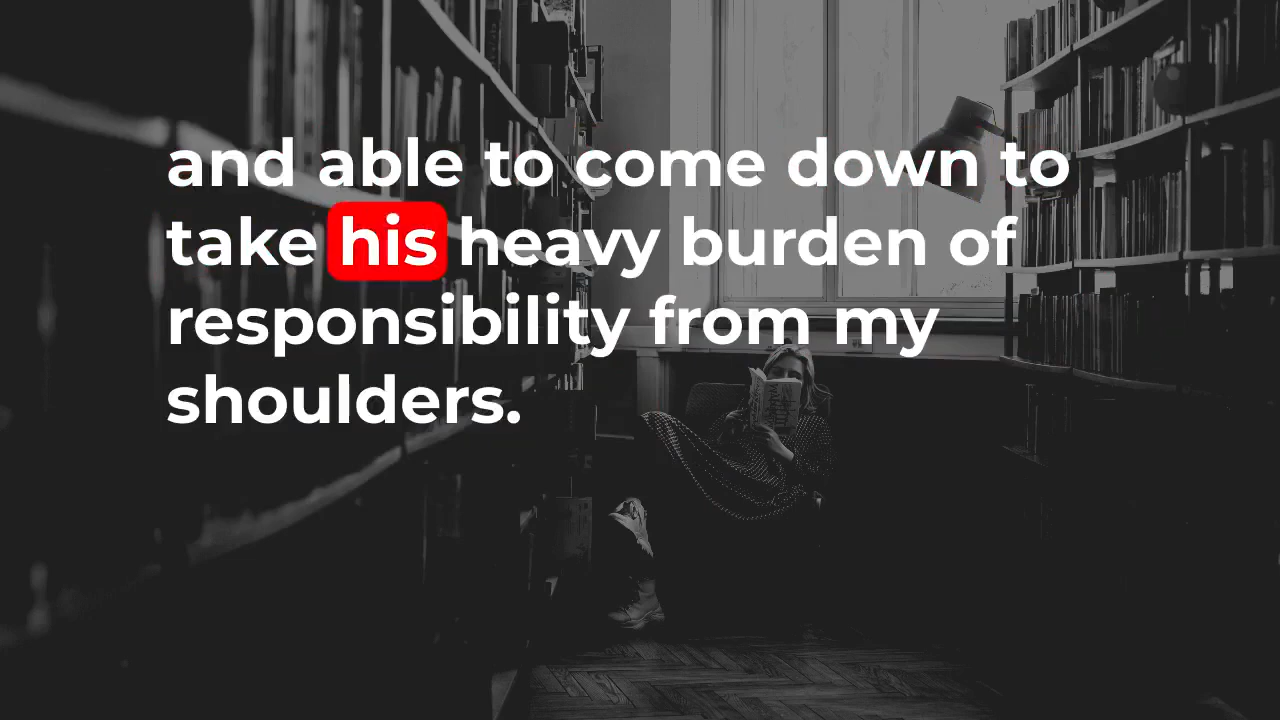 and able to come down to
take his heavy burden of
responsibility from my
shoulders.